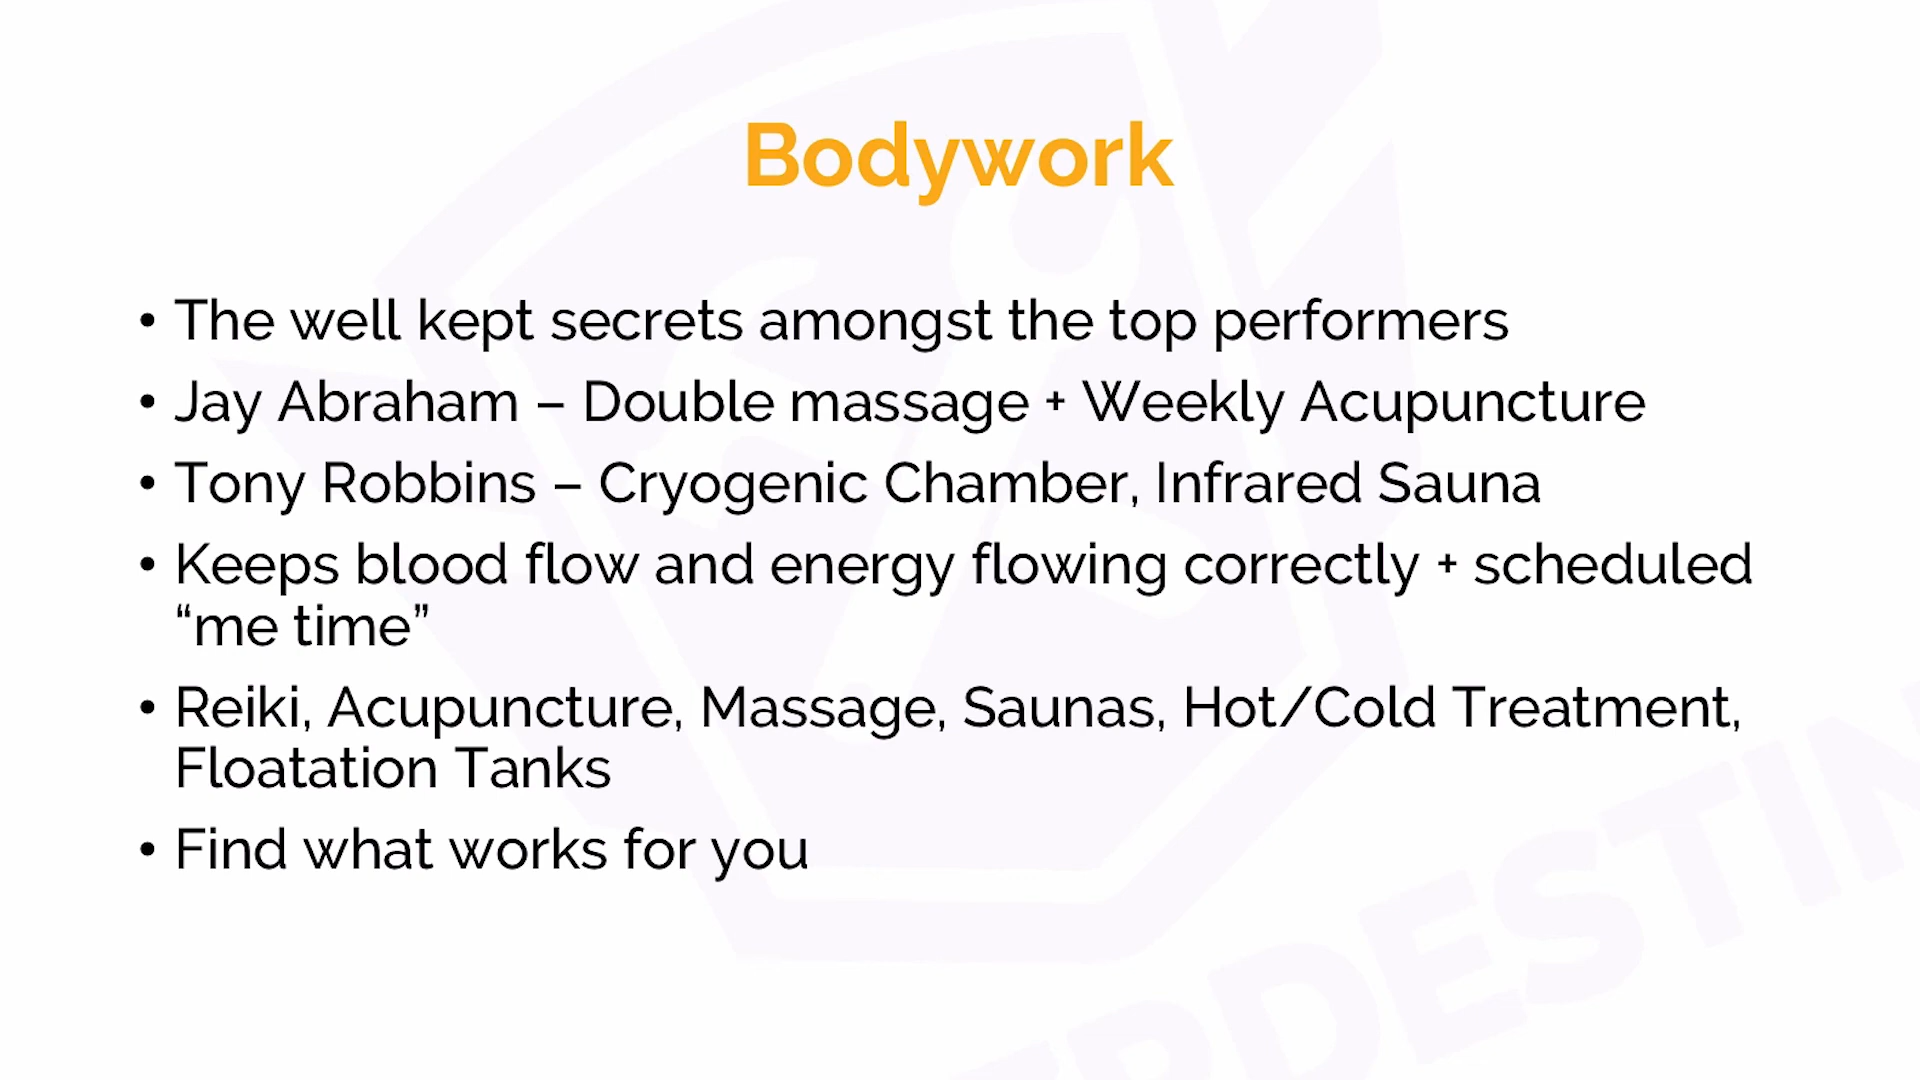 Bodywork
• The well kept secrets amongst the top performers
• Jay Abraham – Double massage + Weekly Acupuncture
• Tony Robbins – Cryogenic Chamber, Infrared Sauna
• Keeps blood flow and energy flowing correctly + scheduled
“me time”
• Reiki, Acupuncture, Massage, Saunas, Hot/Cold Treatment,
Floatation Tanks
• Find what works for you